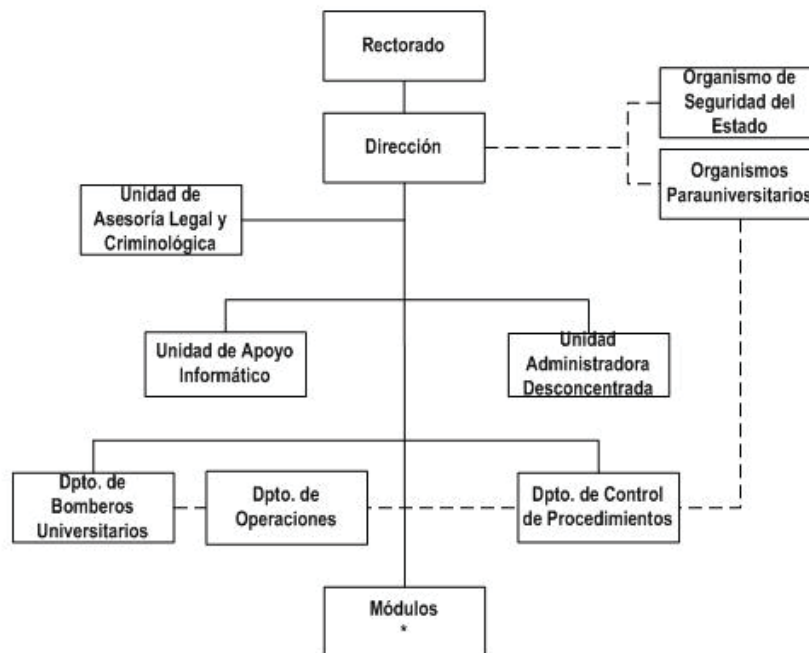 Rectorado
Organismo de
Seguridad del
Estado
Dirección
Organismos
Parauniversitarios
Unidad de
Asesoría Legal y
Criminológica
Unidad de Apoyo
Informático
Unidad
Administradora
Desconcentrada
Dpto. de
Bomberos
Universitarios
Dpto. de
Operaciones
Dpto. de Control
de Procedimientos
Módulos
*